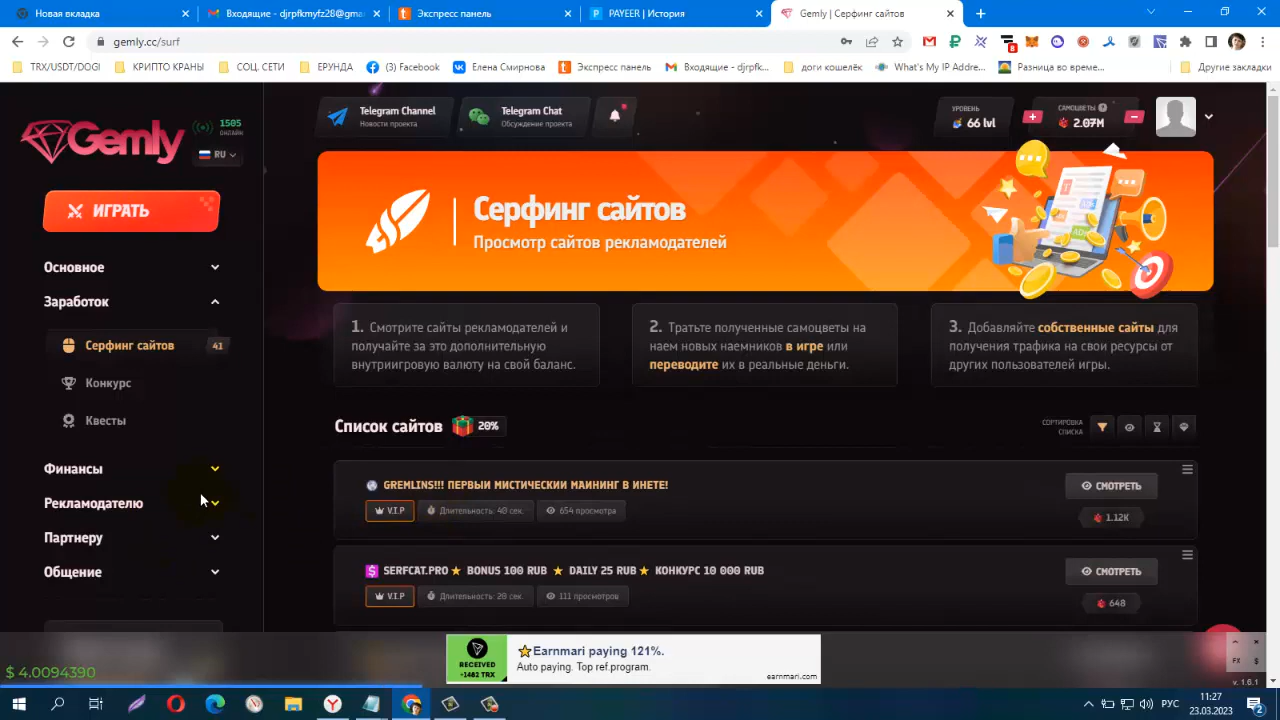 Новая вкладка
Входящие - djrpkmyfz28@gma
Экспресс панель
PAYEER | История
Gemly | Серфинг сайтов
gemly.cc/surf
TRX/USDT/DOGI
КРИПТО КРАНЫ
СОЦ. СЕТИ
ЕРУНДА
(3) Facebook
Елена Смирнова
Экспресс панель
Входящие - djrpfk...
доги кошелёк
What's My IP Addre...
Разница во време...
Другие закладки
Gemly
1505
ОНЛАЙН
RU
Telegram Channel
Новости проекта
Telegram Chat
Обсуждение проекта
УРОВЕНЬ
66 lvl
САМОЦВЕТЫ
2.07M
ИГРАТЬ
Основное
Заработок
Серфинг сайтов 41
Конкурс
Квесты
Финансы
Рекламодателю
Партнеру
Общение
Серфинг сайтов
Просмотр сайтов рекламодателей
1. Смотрите сайты рекламодателей и
получайте за это дополнительную
внутриигровую валюту на свой баланс.
2. Тратьте полученные самоцветы на
наем новых наемников в игре или
переводите их в реальные деньги.
3. Добавляйте собственные сайты для
получения трафика на свои ресурсы от
других пользователей игры.
Список сайтов 20%
СОРТИРОВКА
СПИСКА
GREMLINS!!! ПЕРВЫЙ МИСТИЧЕСКИЙ МАЙНИНГ В ИНЕТЕ!
V.I.P Длительность: 40 сек. 654 просмотра
СМОТРЕТЬ
1.12K
SERFCAT.PRO★ BONUS 100 RUB ★ DAILY 25 RUB★ КОНКУРС 10 000 RUB
V.I.P Длительность: 20 сек. 111 просмотров
СМОТРЕТЬ
648
$ 4.0094390
RECEIVED
~1482 TRX
⭐Earnmari paying 121%.
Auto paying. Top ref.program.
earnmari.com
FX $
v. 1.6.1
РУС
11:27
23.03.2023
2